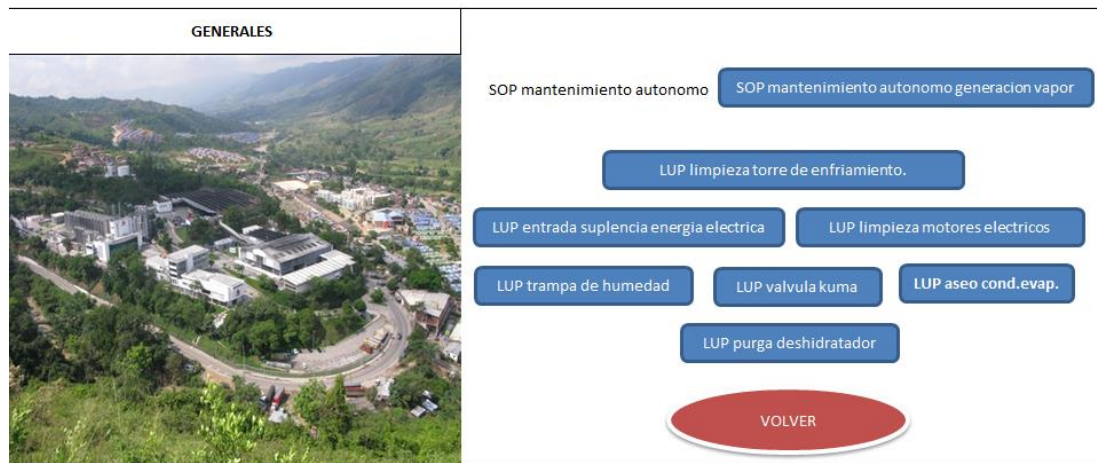 GENERALES
SOP mantenimiento autonomo
SOP mantenimiento autonomo generacion vapor
LUP limpieza torre de enfriamiento.
LUP entrada suplencia energia electrica
LUP limpieza motores electricos
LUP trampa de humedad
LUP valvula kuma
LUP aseo cond.evap.
LUP purga deshidratador
VOLVER